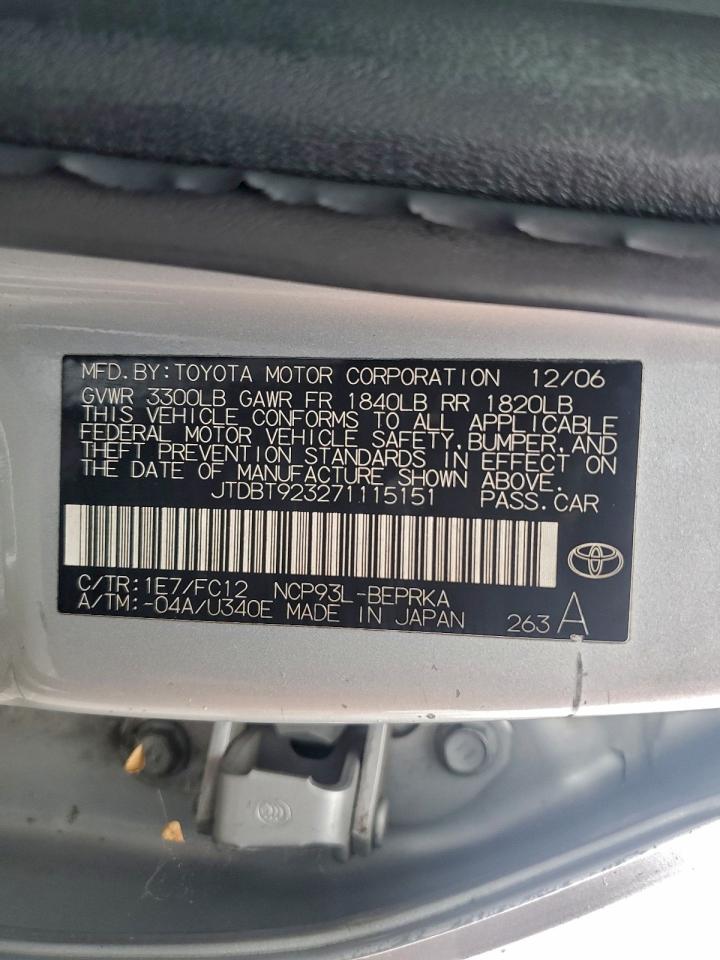 MFD.BY:TOYOTA MOTOR CORPORATION 12/06
GVWR 3300LB GAWR FR 1840LB RR 1820LB
THIS VEHICLE CONFORMS TO ALL APPLICABLE
FEDERAL MOTOR VEHICLE SAFETY,BUMPER,AND
THEFT PREVENTION STANDARDS IN EFFECT ON
THE DATE OF MANUFACTURE SHOWN ABOVE.
JTDBT923271115151 PASS.CAR
C/TR:1E7/FC12 NCP93L-BEPRKA
A/TM:-04A/U340E MADE IN JAPAN 263 A